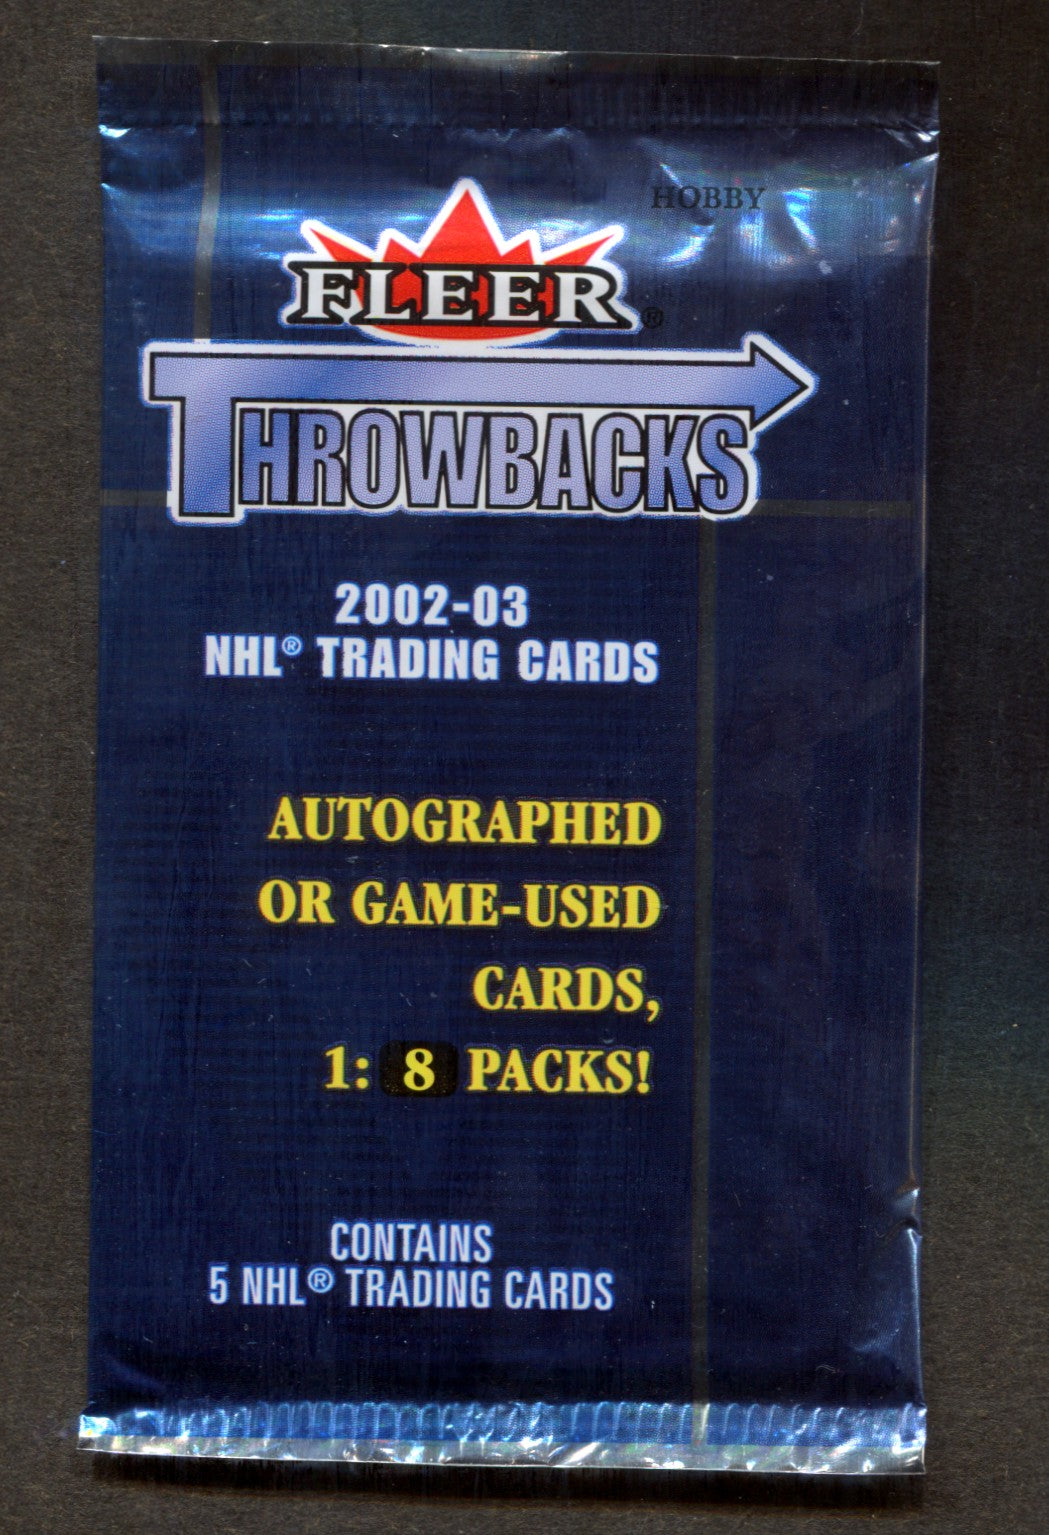 HOBBY
FLEER®
THROWBACKS
2002-03
NHL® TRADING CARDS
AUTOGRAPHED
OR GAME-USED
CARDS,
1: 8 PACKS!
CONTAINS
5 NHL® TRADING CARDS